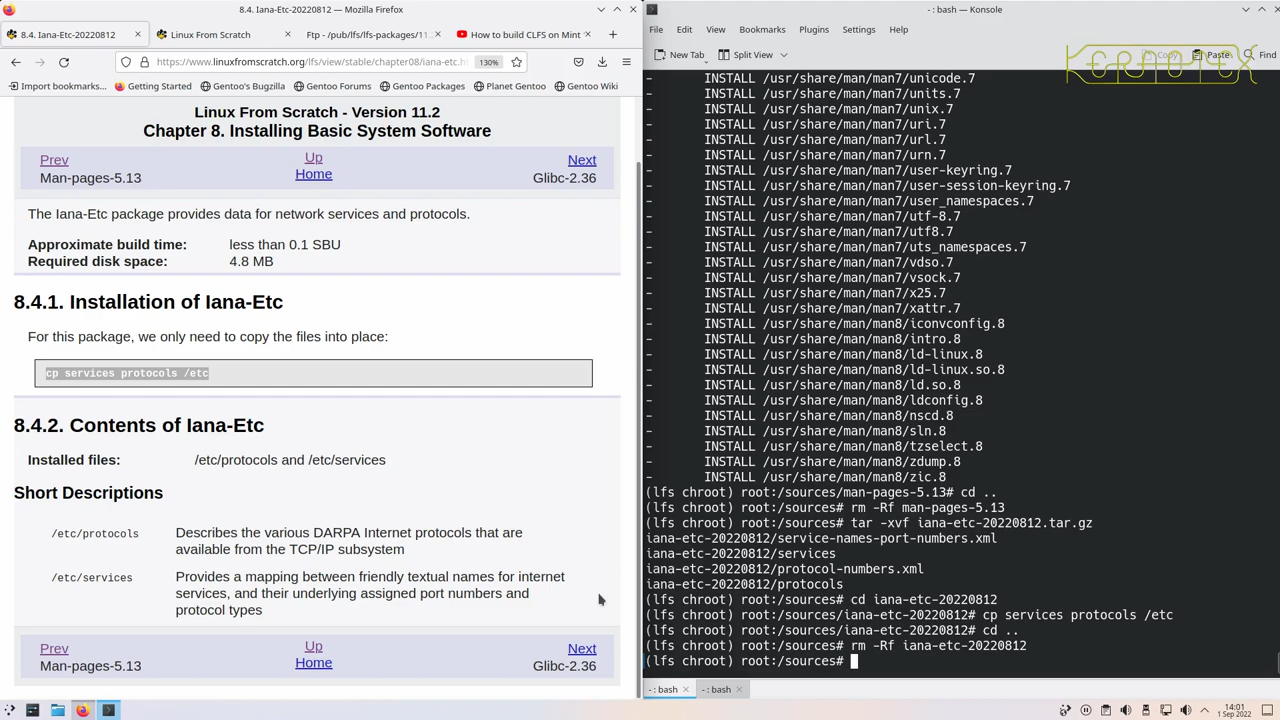 8.4. Iana-Etc-20220812 — Mozilla Firefox
8.4. Iana-Etc-20220812
Linux From Scratch
Ftp - /pub/lfs/lfs-packages/11.
How to build CLFS on Mint
https://www.linuxfromscratch.org/lfs/view/stable/chapter08/iana-etc.h
130%
Import bookmarks...
Getting Started
Gentoo's Bugzilla
Gentoo Forums
Gentoo Packages
Planet Gentoo
Gentoo Wiki
Linux From Scratch - Version 11.2
Chapter 8. Installing Basic System Software
Prev
Up
Next
Man-pages-5.13
Home
Glibc-2.36
The Iana-Etc package provides data for network services and protocols.
Approximate build time: less than 0.1 SBU
Required disk space: 4.8 MB
8.4.1. Installation of Iana-Etc
For this package, we only need to copy the files into place:
cp services protocols /etc
8.4.2. Contents of Iana-Etc
Installed files: /etc/protocols and /etc/services
Short Descriptions
/etc/protocols Describes the various DARPA Internet protocols that are
available from the TCP/IP subsystem
/etc/services Provides a mapping between friendly textual names for internet
services, and their underlying assigned port numbers and
protocol types
Prev
Up
Next
Man-pages-5.13
Home
Glibc-2.36
- : bash — Konsole
File Edit View Bookmarks Plugins Settings Help
New Tab
Split View
Copy
Paste
Find
KERNOTEX
- INSTALL /usr/share/man/man7/unicode.7
- INSTALL /usr/share/man/man7/units.7
- INSTALL /usr/share/man/man7/unix.7
- INSTALL /usr/share/man/man7/uri.7
- INSTALL /usr/share/man/man7/url.7
- INSTALL /usr/share/man/man7/urn.7
- INSTALL /usr/share/man/man7/user-keyring.7
- INSTALL /usr/share/man/man7/user-session-keyring.7
- INSTALL /usr/share/man/man7/user_namespaces.7
- INSTALL /usr/share/man/man7/utf-8.7
- INSTALL /usr/share/man/man7/utf8.7
- INSTALL /usr/share/man/man7/uts_namespaces.7
- INSTALL /usr/share/man/man7/vdso.7
- INSTALL /usr/share/man/man7/vsock.7
- INSTALL /usr/share/man/man7/x25.7
- INSTALL /usr/share/man/man7/xattr.7
- INSTALL /usr/share/man/man8/iconvconfig.8
- INSTALL /usr/share/man/man8/intro.8
- INSTALL /usr/share/man/man8/ld-linux.8
- INSTALL /usr/share/man/man8/ld-linux.so.8
- INSTALL /usr/share/man/man8/ld.so.8
- INSTALL /usr/share/man/man8/ldconfig.8
- INSTALL /usr/share/man/man8/nscd.8
- INSTALL /usr/share/man/man8/sln.8
- INSTALL /usr/share/man/man8/tzselect.8
- INSTALL /usr/share/man/man8/zdump.8
- INSTALL /usr/share/man/man8/zic.8
(lfs chroot) root:/sources/man-pages-5.13# cd ..
(lfs chroot) root:/sources# rm -Rf man-pages-5.13
(lfs chroot) root:/sources# tar -xvf iana-etc-20220812.tar.gz
iana-etc-20220812/service-names-port-numbers.xml
iana-etc-20220812/services
iana-etc-20220812/protocol-numbers.xml
iana-etc-20220812/protocols
(lfs chroot) root:/sources# cd iana-etc-20220812
(lfs chroot) root:/sources/iana-etc-20220812# cp services protocols /etc
(lfs chroot) root:/sources/iana-etc-20220812# cd ..
(lfs chroot) root:/sources# rm -Rf iana-etc-20220812
(lfs chroot) root:/sources#
- : bash
- : bash
14:01
1 Sep 2022